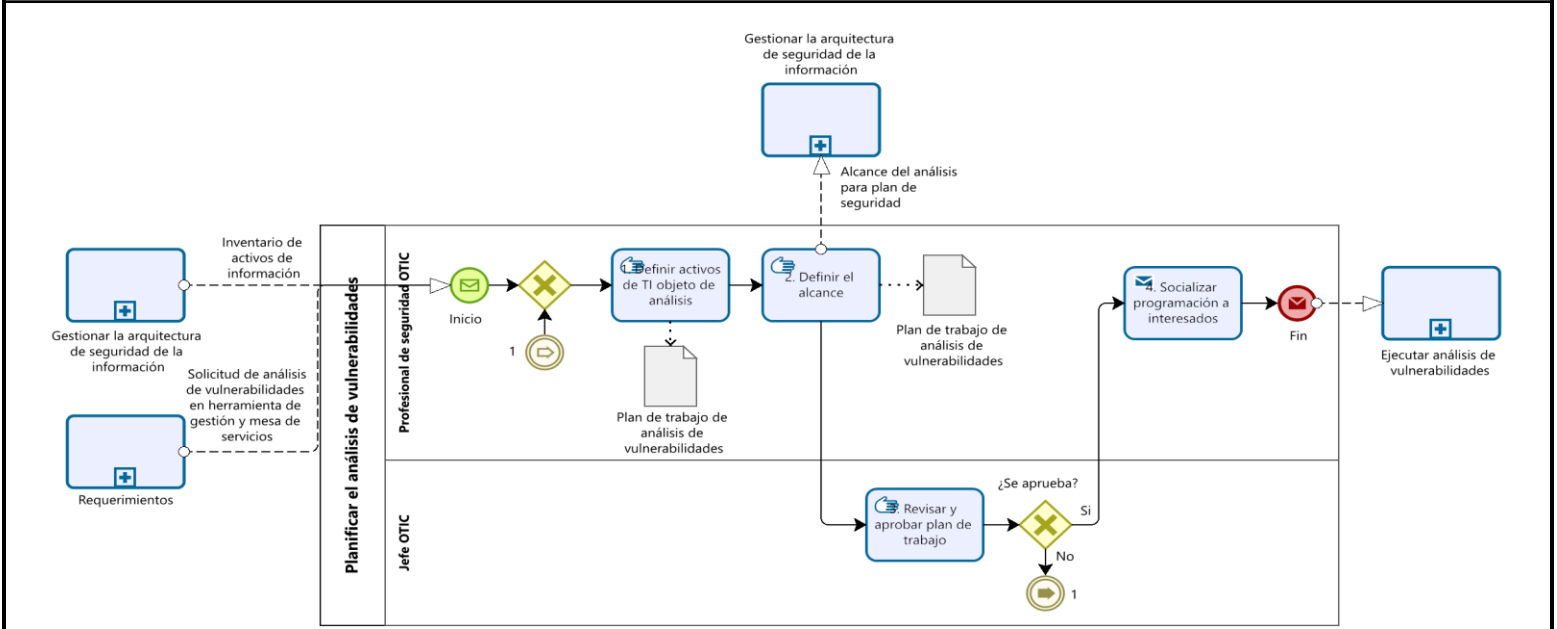 Gestionar la arquitectura
de seguridad de la
información
Alcance del análisis
para plan de
seguridad
Inventario de
activos de
información
Gestionar la arquitectura
de seguridad de la
información
Solicitud de análisis
de vulnerabilidades
en herramienta de
gestión y mesa de
servicios
Requerimientos
Planificar el análisis de vulnerabilidades
Profesional de seguridad OTIC
Inicio
1
1. Definir activos
de TI objeto de
análisis
Plan de trabajo de
análisis de
vulnerabilidades
2. Definir el
alcance
Plan de trabajo de
análisis de
vulnerabilidades
4. Socializar
programación a
interesados
Fin
Ejecutar análisis de
vulnerabilidades
Jefe OTIC
3. Revisar y
aprobar plan de
trabajo
¿Se aprueba?
Si
No
1